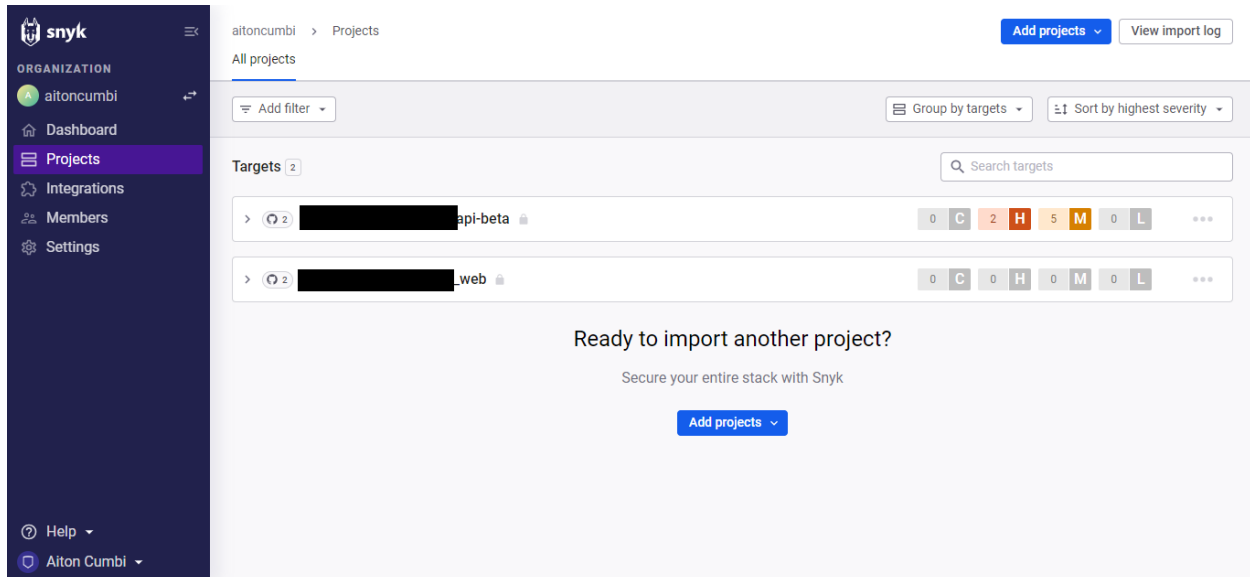 snyk
ORGANIZATION
A aitoncumbi
Dashboard
Projects
Integrations
Members
Settings
Help
Aiton Cumbi
aitoncumbi > Projects
Add projects
View import log
All projects
Add filter
Group by targets
Sort by highest severity
Targets 2
Search targets
2 api-beta 0 C 2 H 5 M 0 L
2 _web 0 C 0 H 0 M 0 L
Ready to import another project?
Secure your entire stack with Snyk
Add projects